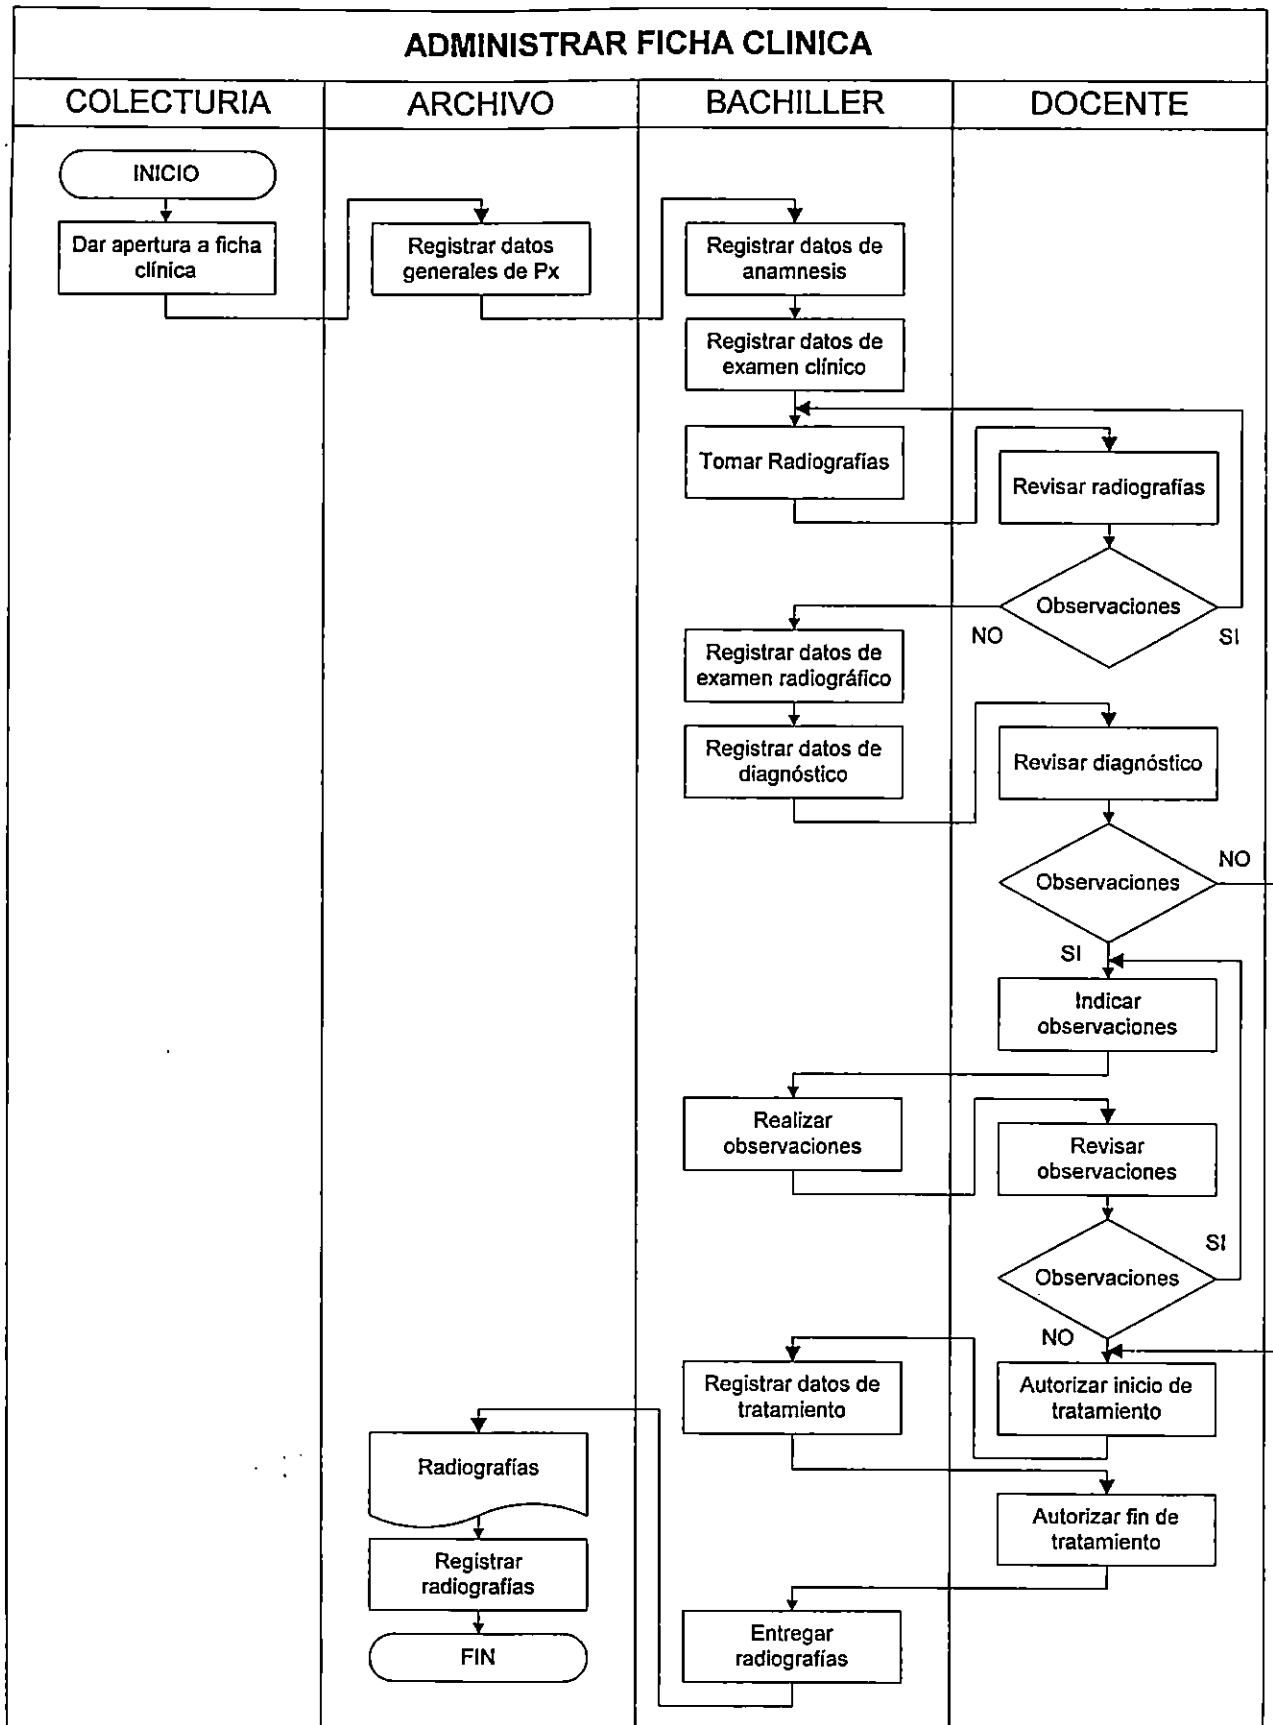 ADMINISTRAR FICHA CLINICA
COLECTURIA
ARCHIVO
BACHILLER
DOCENTE
INICIO
Dar apertura a ficha
clínica
Registrar datos
generales de Px
Registrar datos de
anamnesis
Registrar datos de
examen clínico
Tomar Radiografías
Revisar radiografías
Observaciones
NO
SI
Registrar datos de
examen radiográfico
Registrar datos de
diagnóstico
Revisar diagnóstico
Observaciones
NO
SI
Indicar
observaciones
Realizar
observaciones
Revisar
observaciones
Observaciones
SI
NO
Autorizar inicio de
tratamiento
Registrar datos de
tratamiento
Autorizar fin de
tratamiento
Entregar
radiografías
Radiografías
Registrar
radiografías
FIN